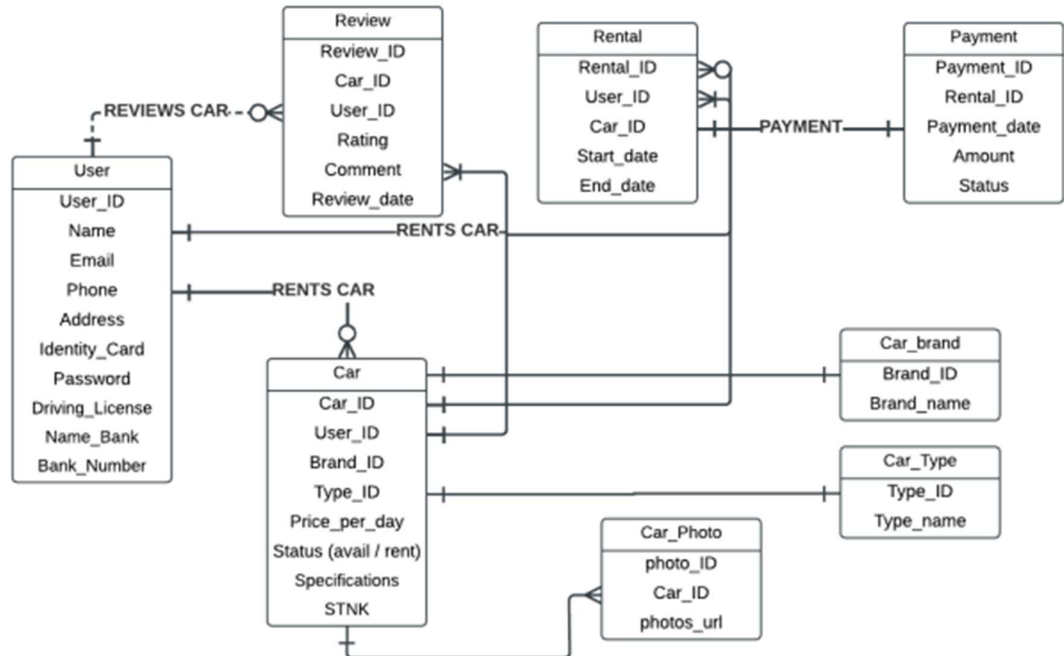 Review
Review_ID
Car_ID
User_ID
Rating
Comment
Review_date
Rental
Rental_ID
User_ID
Car_ID
Start_date
End_date
Payment
Payment_ID
Rental_ID
Payment_date
Amount
Status
REVIEWS CAR
PAYMENT
User
User_ID
Name
Email
Phone
Address
Identity_Card
Password
Driving_License
Name_Bank
Bank_Number
RENTS CAR
RENTS CAR
Car
Car_ID
User_ID
Brand_ID
Type_ID
Price_per_day
Status (avail / rent)
Specifications
STNK
Car_brand
Brand_ID
Brand_name
Car_Type
Type_ID
Type_name
Car_Photo
photo_ID
Car_ID
photos_url